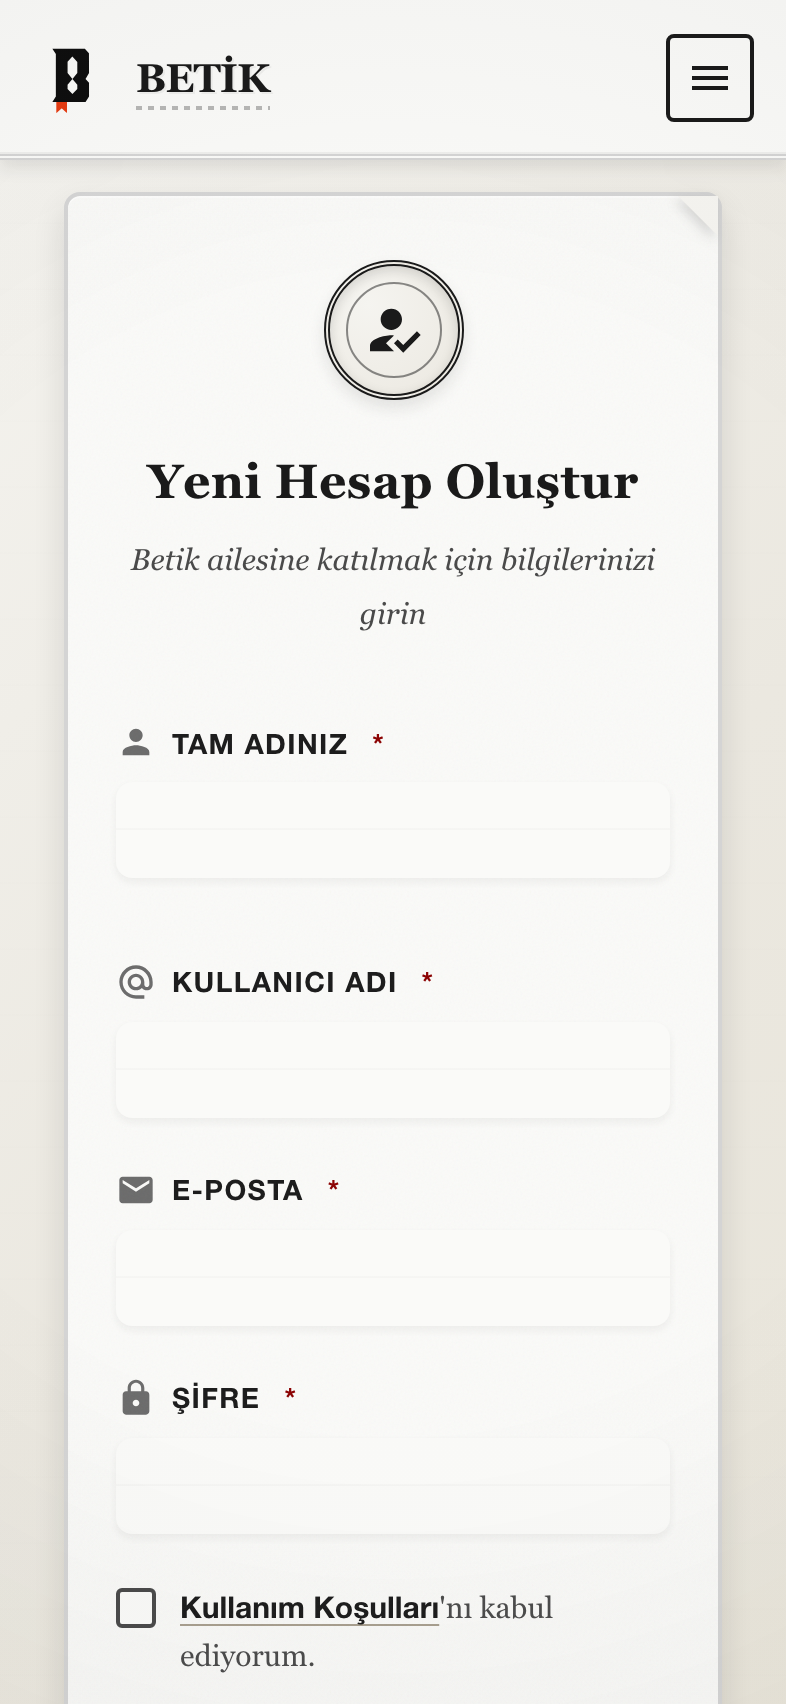 BETİK
Yeni Hesap Oluştur
Betik ailesine katılmak için bilgilerinizi
girin
TAM ADINIZ *
KULLANICI ADI *
E-POSTA *
ŞİFRE *
Kullanım Koşulları'nı kabul
ediyorum.